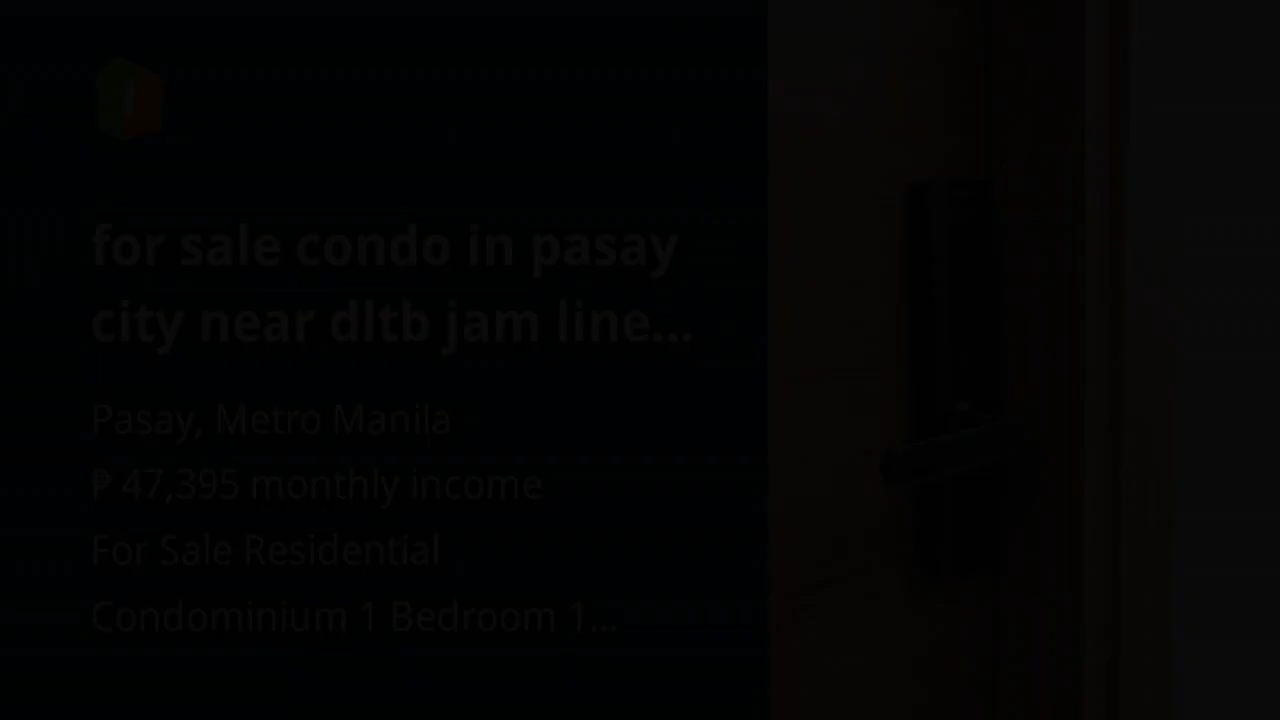 for sale condo in pasay
city near dltb jam line...
Pasay, Metro Manila
₱ 47,395 monthly income
For Sale Residential
Condominium 1 Bedroom 1...